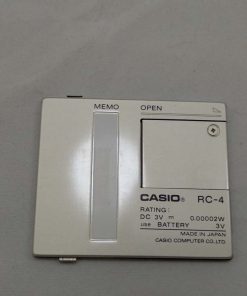 MEMO OPEN
CASIO® RC-4
RATING:
DC 3V ⎓ 0.00002W
use BATTERY 3V
MADE IN JAPAN
CASIO COMPUTER CO.,LTD.